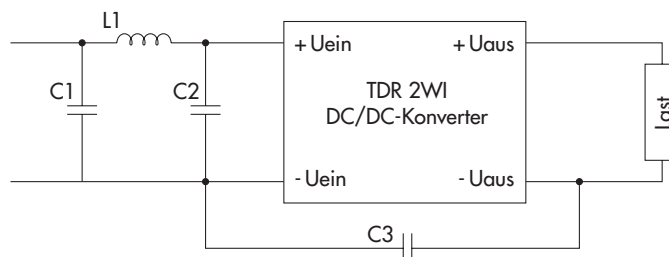 L1
+Uein
+Uaus
C1
C2
TDR 2WI
DC/DC-Konverter
Last
-Uein
-Uaus
C3